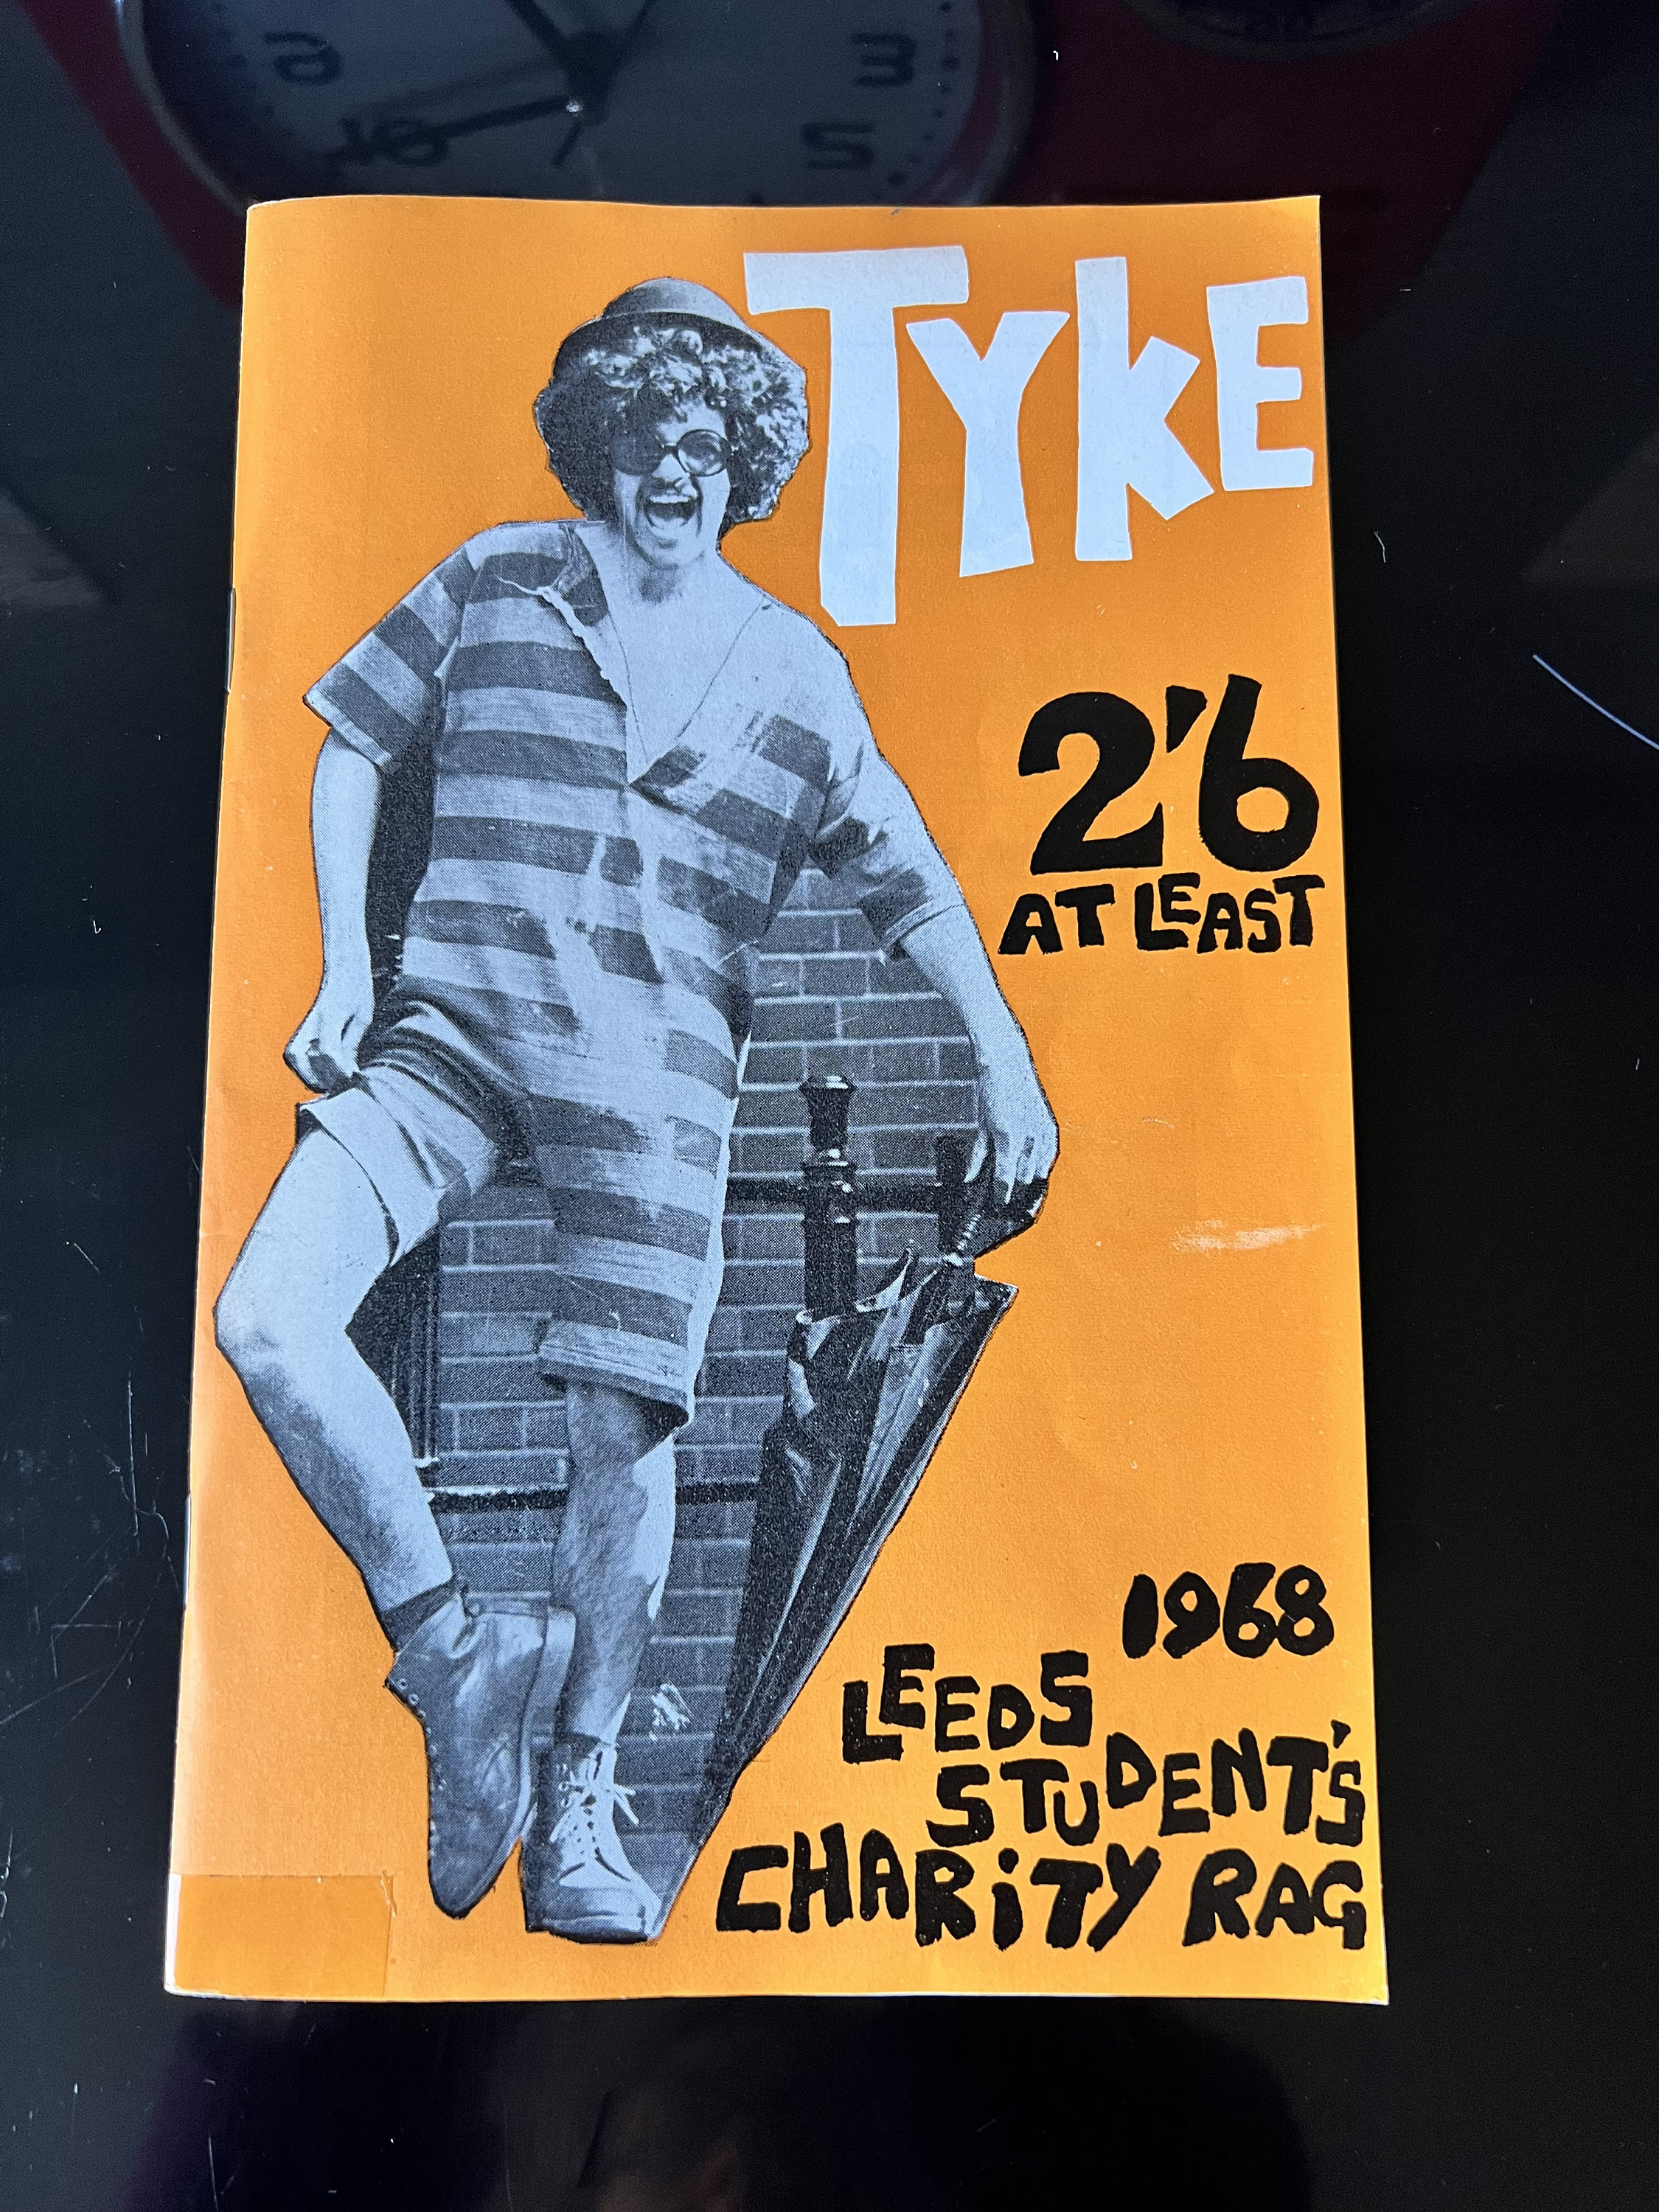 TYKE
2'6
AT LEAST
1968
LEEDS
STUDENT'S
CHARITY RAG